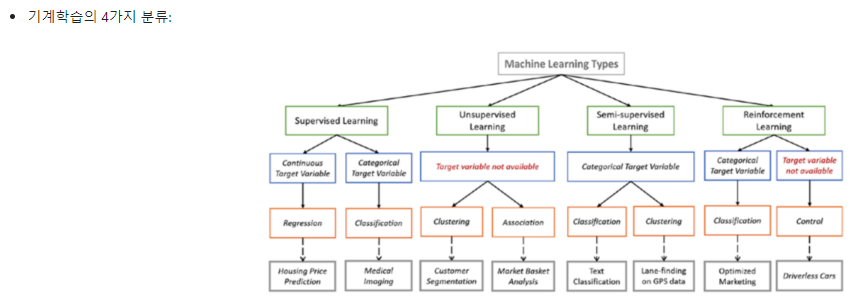 • 기계학습의 4가지 분류:
Machine Learning Types
Supervised Learning
Unsupervised
Learning
Semi-supervised
Learning
Reinforcement
Learning
Continuous
Target Variable
Categorical
Target Variable
Target variable not available
Categorical Target Variable
Categorical
Target Variable
Target variable
not available
Regression
Classification
Clustering
Association
Classification
Clustering
Classification
Control
Housing Price
Prediction
Medical
Imaging
Customer
Segmentation
Market Basket
Analysis
Text
Classification
Lane-finding
on GPS data
Optimized
Marketing
Driverless Cars